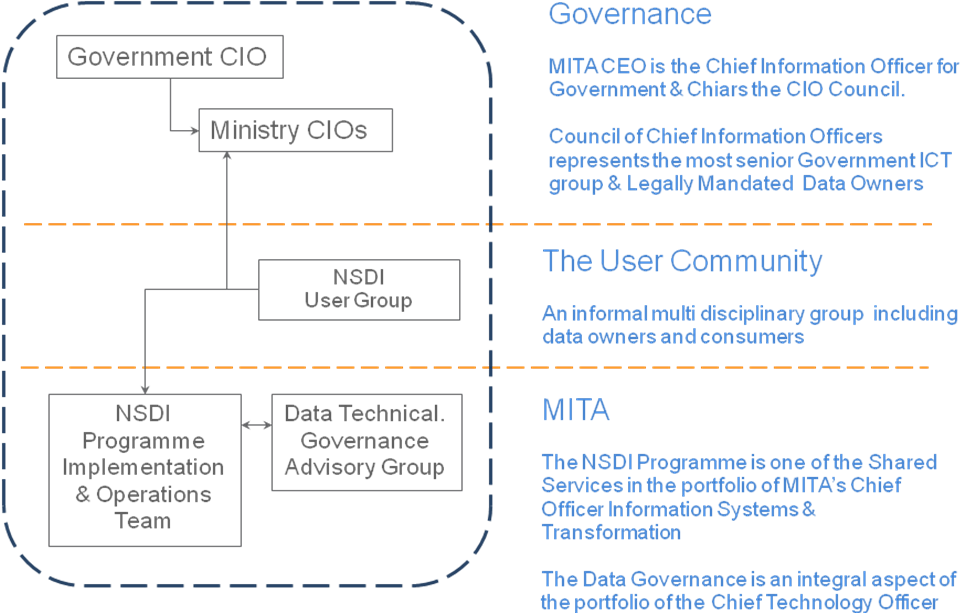 Government CIO
Ministry CIOs
NSDI
User Group
NSDI
Programme
Implementation
& Operations
Team
Data Technical.
Governance
Advisory Group
Governance
MITA CEO is the Chief Information Officer for
Government & Chiars the CIO Council.
Council of Chief Information Officers
represents the most senior Government ICT
group & Legally Mandated Data Owners
The User Community
An informal multi disciplinary group including
data owners and consumers
MITA
The NSDI Programme is one of the Shared
Services in the portfolio of MITA's Chief
Officer Information Systems &
Transformation
The Data Governance is an integral aspect of
the portfolio of the Chief Technology Officer